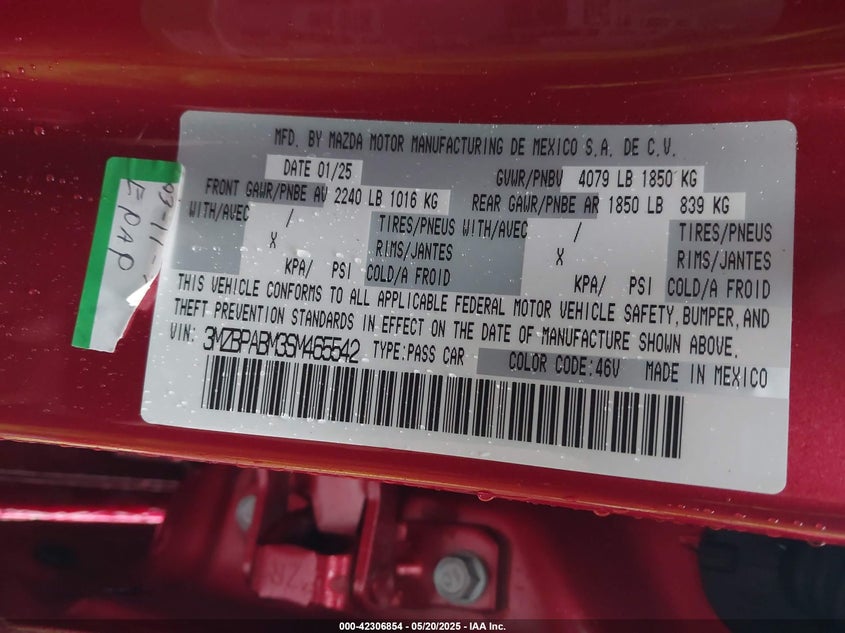 MFD. BY MAZDA MOTOR MANUFACTURING DE MEXICO S.A. DE C.V.
DATE 01/25 GVWR/PNBV 4079 LB 1850 KG
FRONT GAWR/PNBE AV 2240 LB 1016 KG REAR GAWR/PNBE AR 1850 LB 839 KG
WITH/AVEC / TIRES/PNEUS WITH/AVEC / TIRES/PNEUS
X RIMS/JANTES X RIMS/JANTES
KPA/ PSI COLD/A FROID KPA/ PSI COLD/A FROID
THIS VEHICLE CONFORMS TO ALL APPLICABLE FEDERAL MOTOR VEHICLE SAFETY, BUMPER, AND
THEFT PREVENTION STANDARDS IN EFFECT ON THE DATE OF MANUFACTURE SHOWN ABOVE.
VIN: 3MZBPABM3SM465542 TYPE:PASS CAR COLOR CODE:46V MADE IN MEXICO
03-11-
EPAP
000-42306854 - 05/20/2025 - IAA Inc.